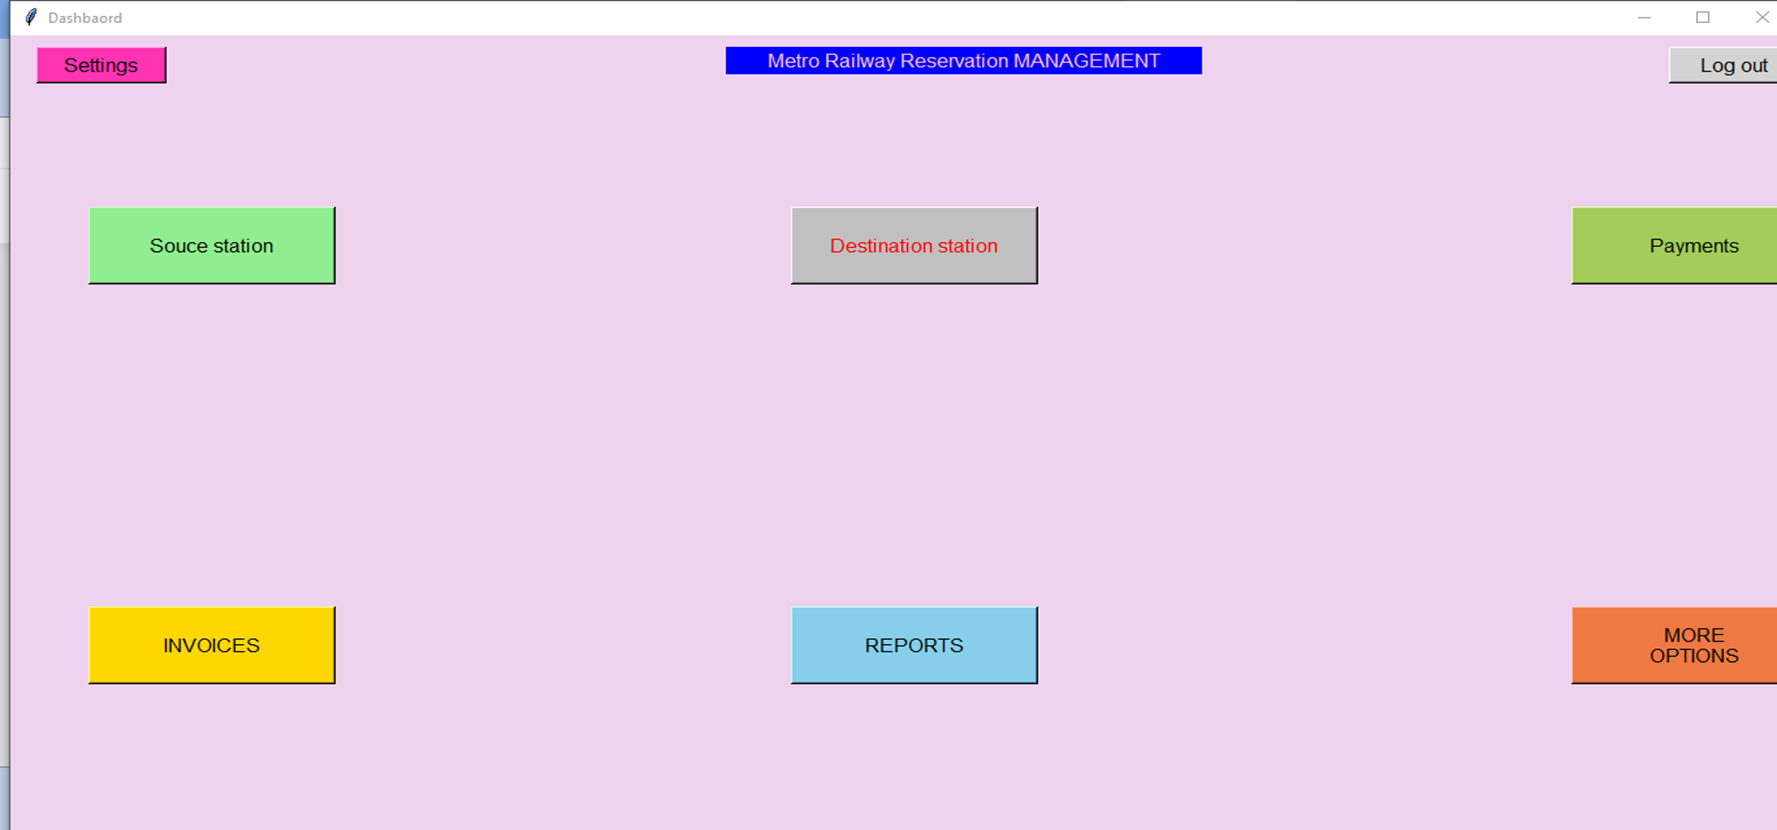 Dashbaord
Settings
Metro Railway Reservation MANAGEMENT
Log out
Souce station
Destination station
Payments
INVOICES
REPORTS
MORE
OPTIONS